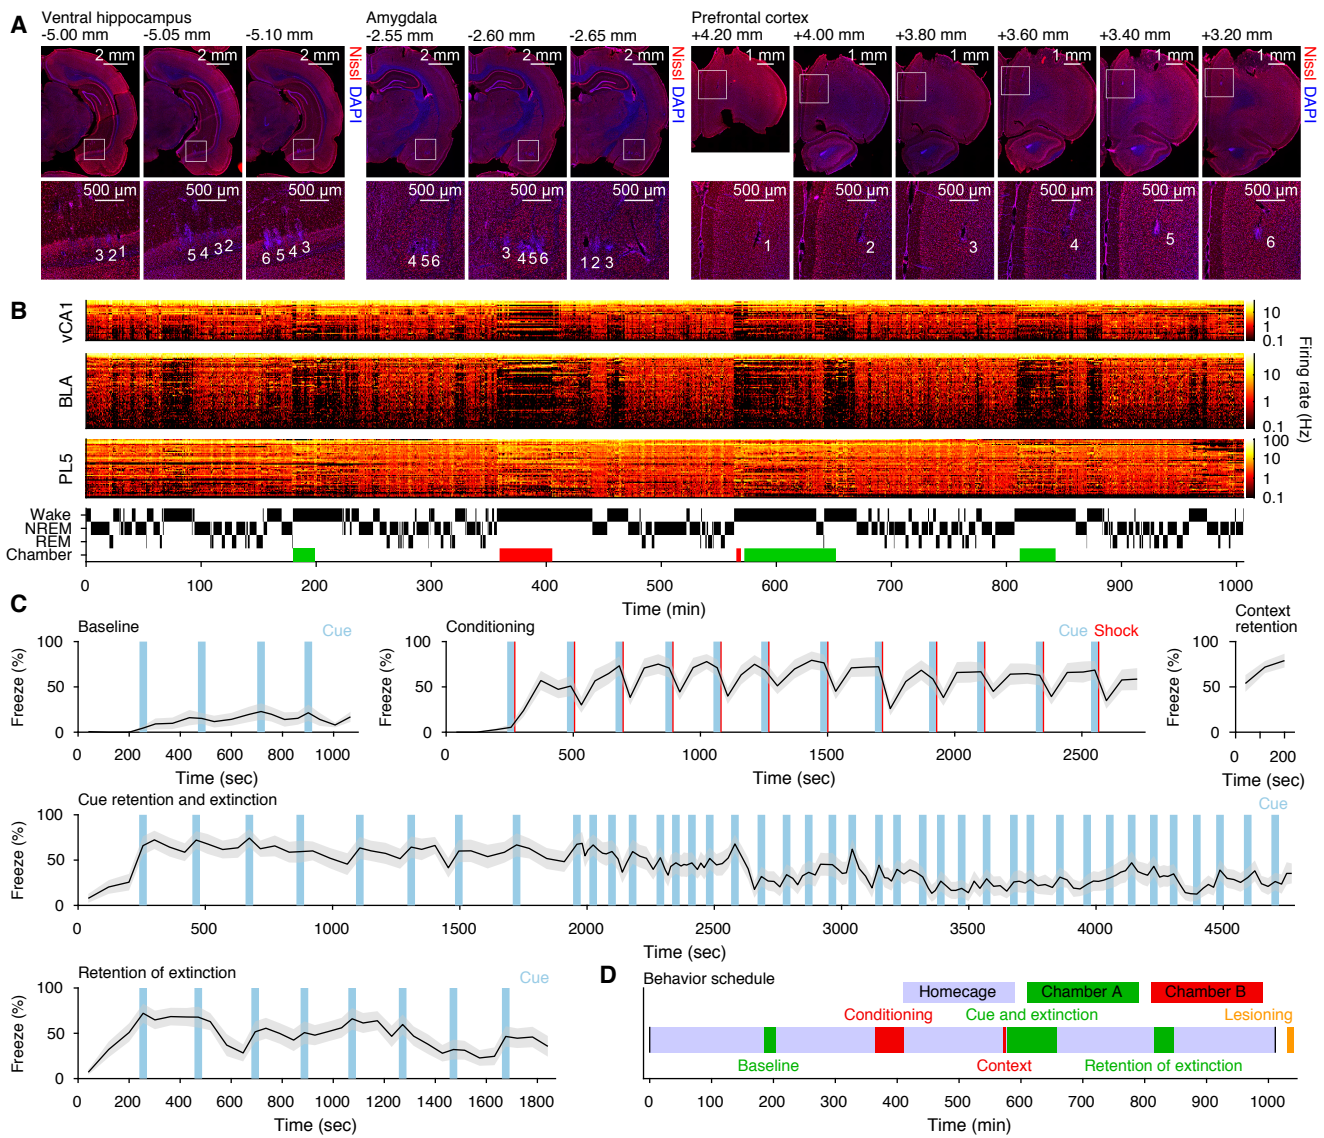 A
Ventral hippocampus
-5.00 mm -5.05 mm -5.10 mm
2 mm 2 mm 2 mm
Nissl DAPI
500 µm 500 µm 500 µm
3 2 1
5 4 3 2
6 5 4 3
Amygdala
-2.55 mm -2.60 mm -2.65 mm
2 mm 2 mm 2 mm
Nissl DAPI
500 µm 500 µm 500 µm
4 5 6
3 4 5 6
1 2 3
Prefrontal cortex
+4.20 mm +4.00 mm +3.80 mm +3.60 mm +3.40 mm +3.20 mm
1 mm 1 mm 1 mm 1 mm 1 mm 1 mm
Nissl DAPI
500 µm 500 µm 500 µm 500 µm 500 µm 500 µm
1 2 3 4 5 6
B
vCA1
10
1
0.1
BLA
10
1
0.1
PL5
100
10
1
0.1
Firing rate (Hz)
Wake
NREM
REM
Chamber
0 100 200 300 400 500 600 700 800 900 1000
Time (min)
C
Baseline
Cue
Freeze (%)
100
50
0
0 200 400 600 800 1000
Time (sec)
Conditioning
Cue Shock
Freeze (%)
100
50
0
0 500 1000 1500 2000 2500
Time (sec)
Context
retention
Freeze (%)
100
50
0
0 200
Time (sec)
Cue retention and extinction
Cue
Freeze (%)
100
50
0
0 500 1000 1500 2000 2500 3000 3500 4000 4500
Time (sec)
Retention of extinction
Cue
Freeze (%)
100
50
0
0 200 400 600 800 1000 1200 1400 1600 1800
Time (sec)
D
Behavior schedule
Homecage Chamber A Chamber B
Conditioning Cue and extinction Lesioning
Baseline Context Retention of extinction
0 100 200 300 400 500 600 700 800 900 1000
Time (min)